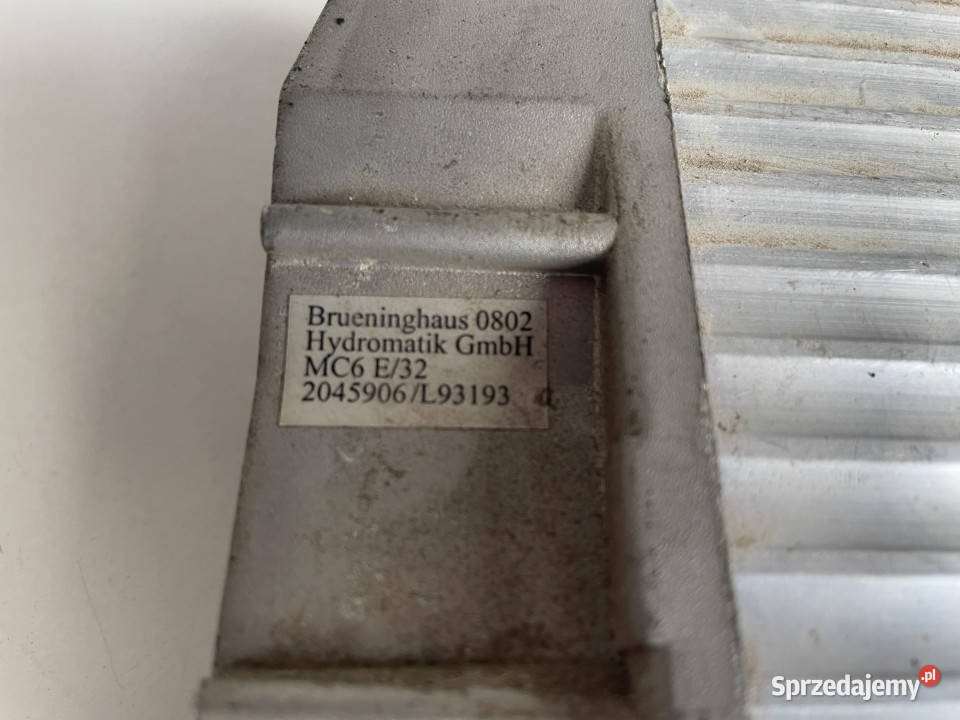 Brueninghaus 0802
Hydromatik GmbH
MC6 E/32
2045906/L93193
Sprzedajemy.pl